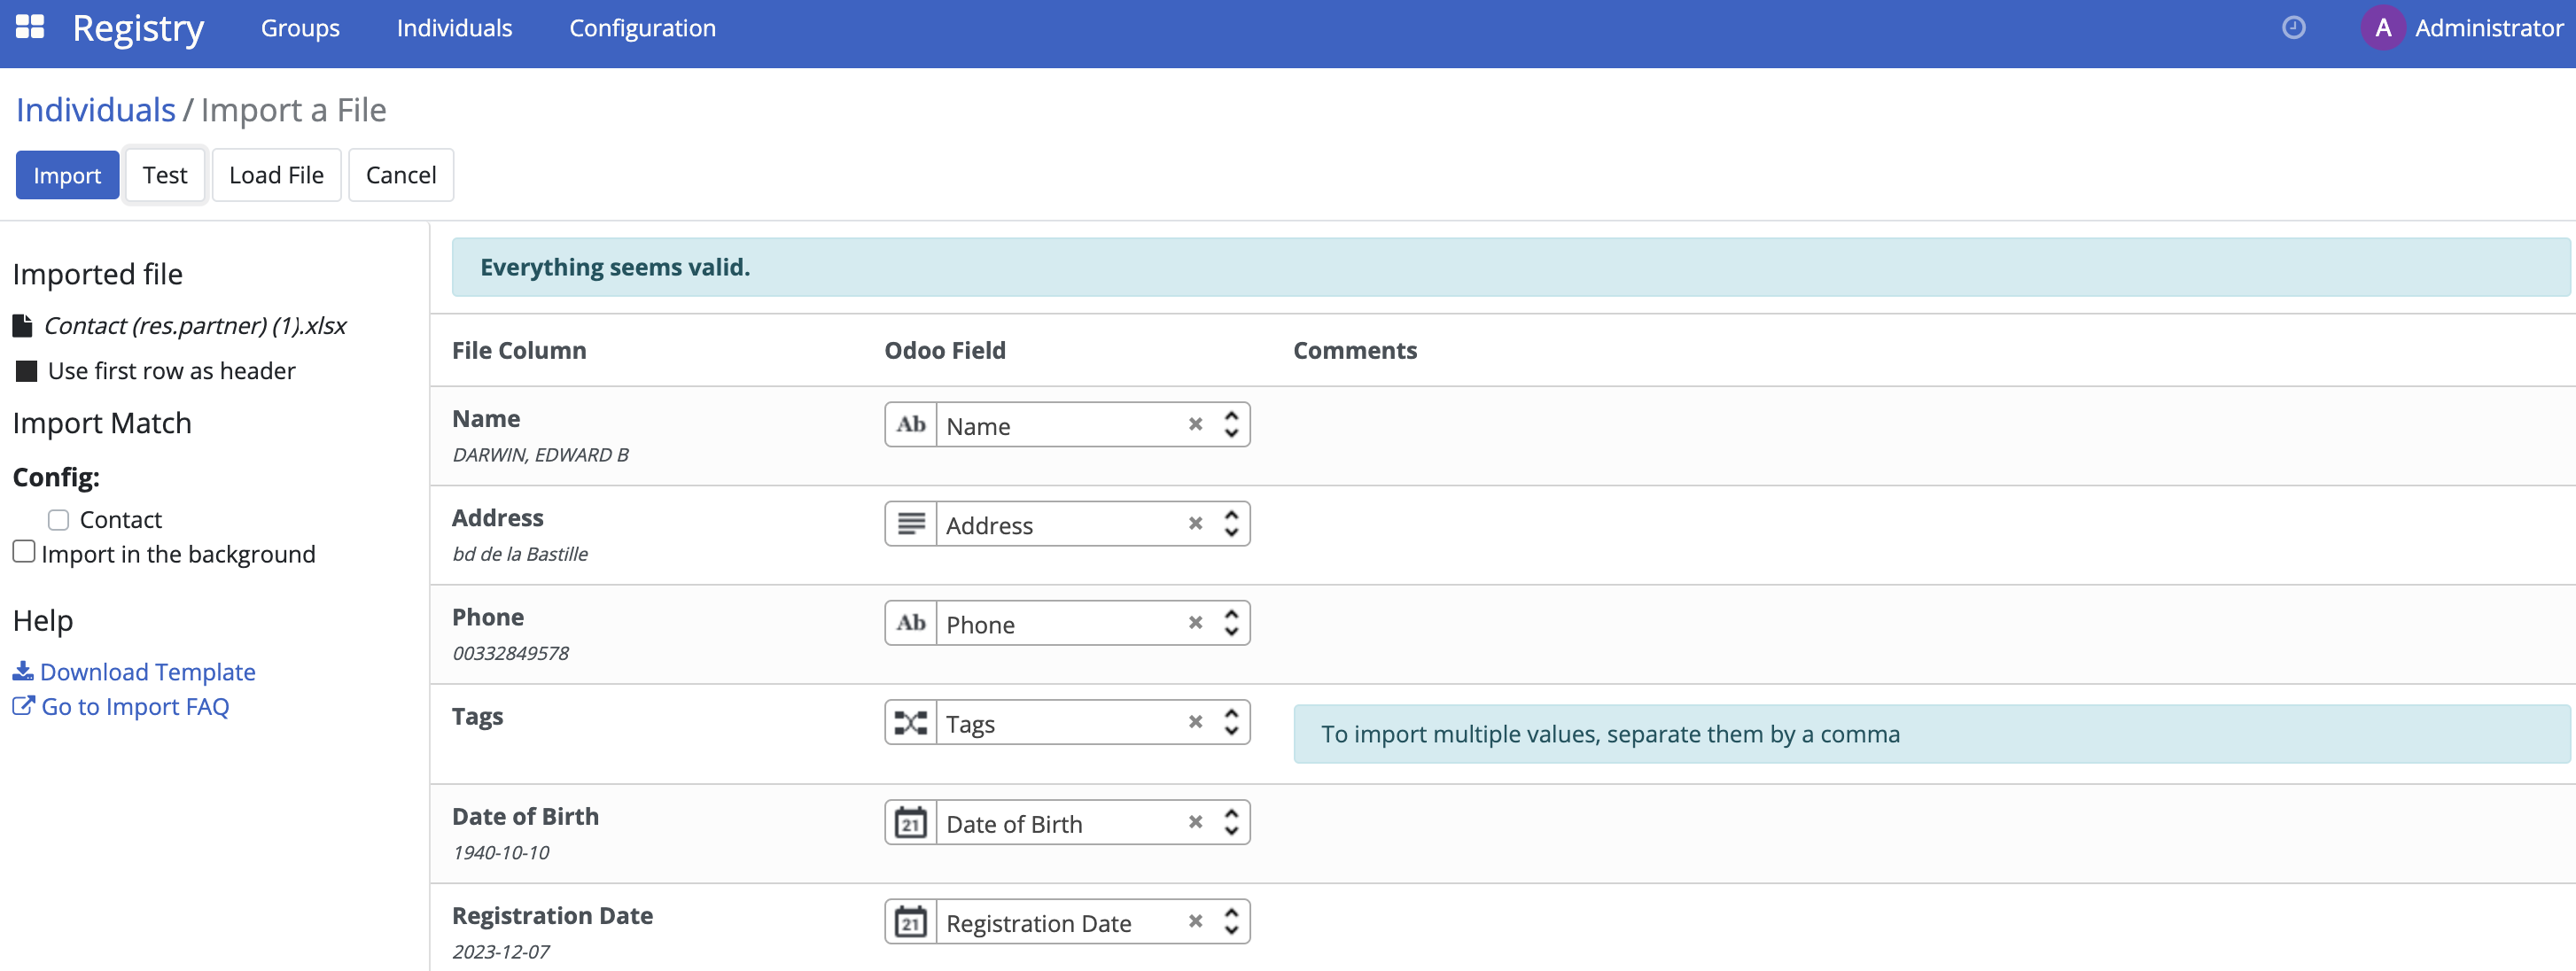 Registry Groups Individuals Configuration A Administrator
Individuals / Import a File
Import Test Load File Cancel
Imported file
Contact (res.partner) (1).xlsx
Use first row as header
Import Match
Config:
Contact
Import in the background
Help
Download Template
Go to Import FAQ
Everything seems valid.
File Column Odoo Field Comments
Name Ab Name
DARWIN, EDWARD B
Address Address
bd de la Bastille
Phone Ab Phone
00332849578
Tags Tags To import multiple values, separate them by a comma
Date of Birth 21 Date of Birth
1940-10-10
Registration Date 21 Registration Date
2023-12-07